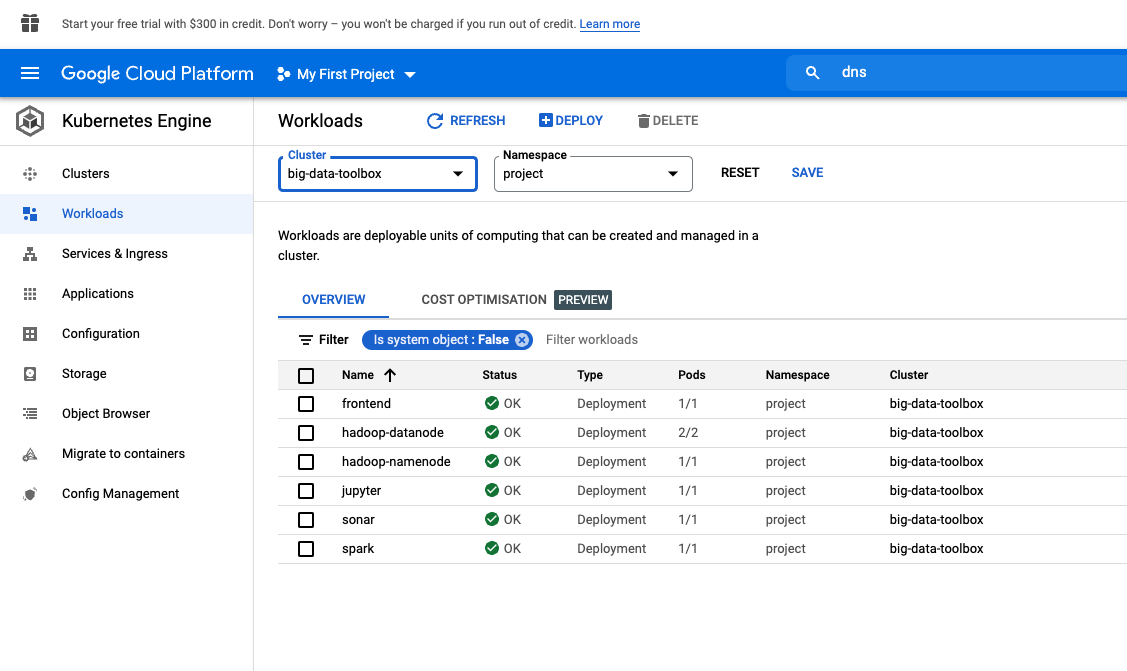 Start your free trial with $300 in credit. Don't worry – you won't be charged if you run out of credit. Learn more
Google Cloud Platform My First Project dns
Kubernetes Engine
Clusters
Workloads
Services & Ingress
Applications
Configuration
Storage
Object Browser
Migrate to containers
Config Management
Workloads REFRESH DEPLOY DELETE
Cluster Namespace
big-data-toolbox project RESET SAVE
Workloads are deployable units of computing that can be created and managed in a
cluster.
OVERVIEW COST OPTIMISATION PREVIEW
Filter Is system object : False Filter workloads
Name Status Type Pods Namespace Cluster
frontend OK Deployment 1/1 project big-data-toolbox
hadoop-datanode OK Deployment 2/2 project big-data-toolbox
hadoop-namenode OK Deployment 1/1 project big-data-toolbox
jupyter OK Deployment 1/1 project big-data-toolbox
sonar OK Deployment 1/1 project big-data-toolbox
spark OK Deployment 1/1 project big-data-toolbox